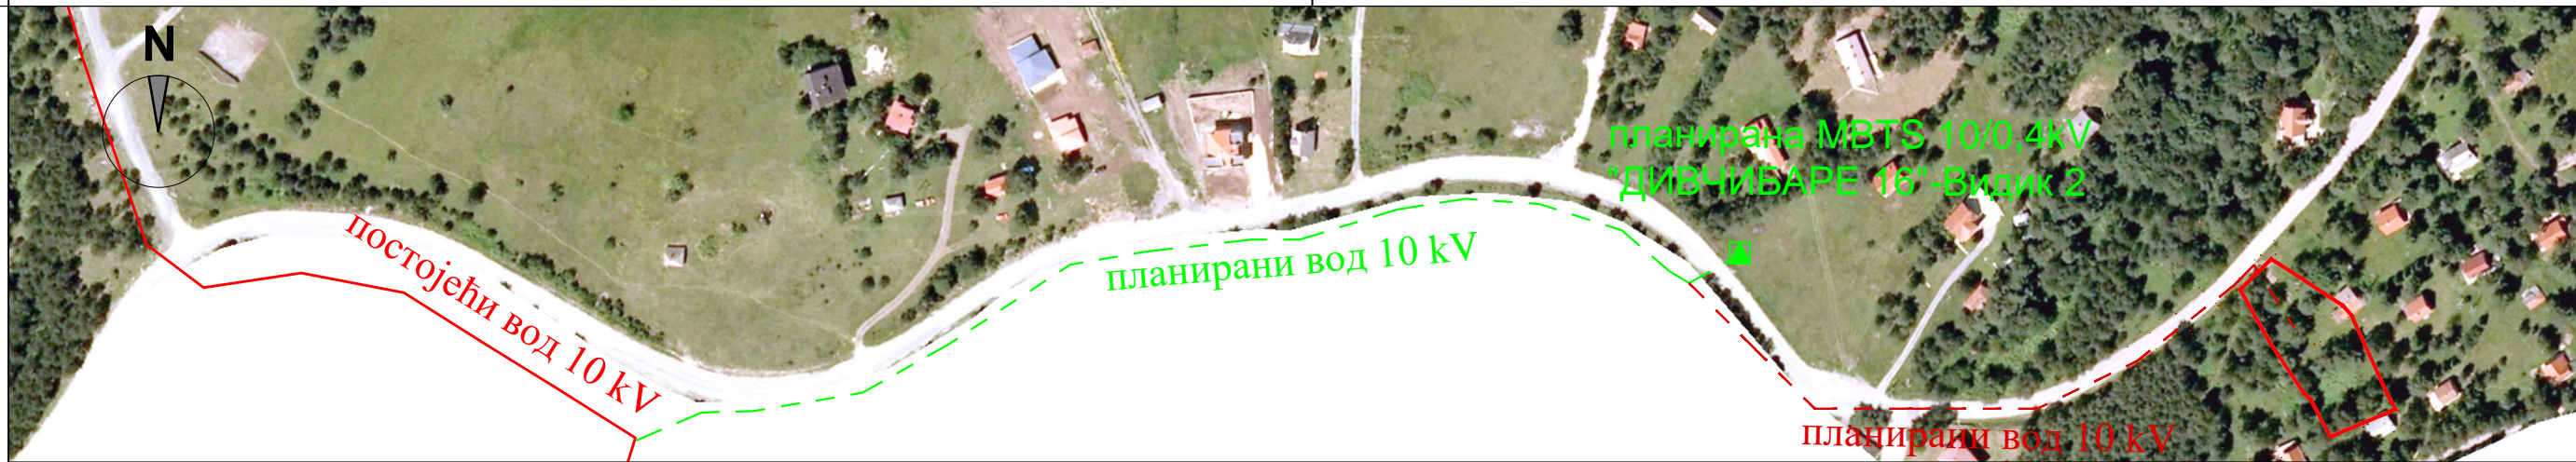 N
планирана MBTS 10/0,4kV
"ДИВЧИБАРЕ 16"-Видик 2
постојећи вод 10 kV
планирани вод 10 kV
планирани вод 10 kV